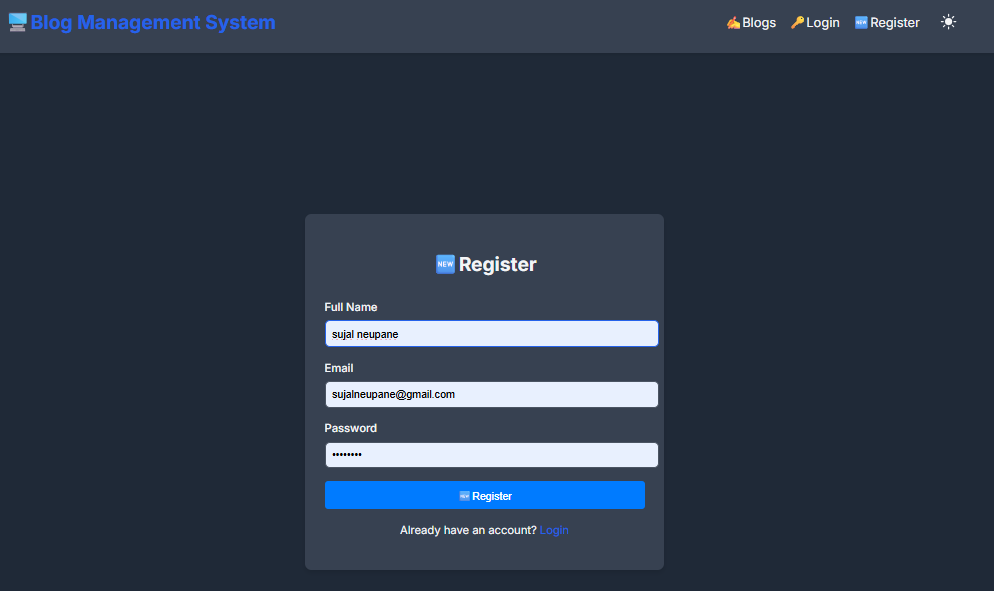 Blog Management System
Blogs Login NEW Register
NEW Register
Full Name
sujal neupane
Email
sujalneupane@gmail.com
Password
••••••••
NEW Register
Already have an account? Login